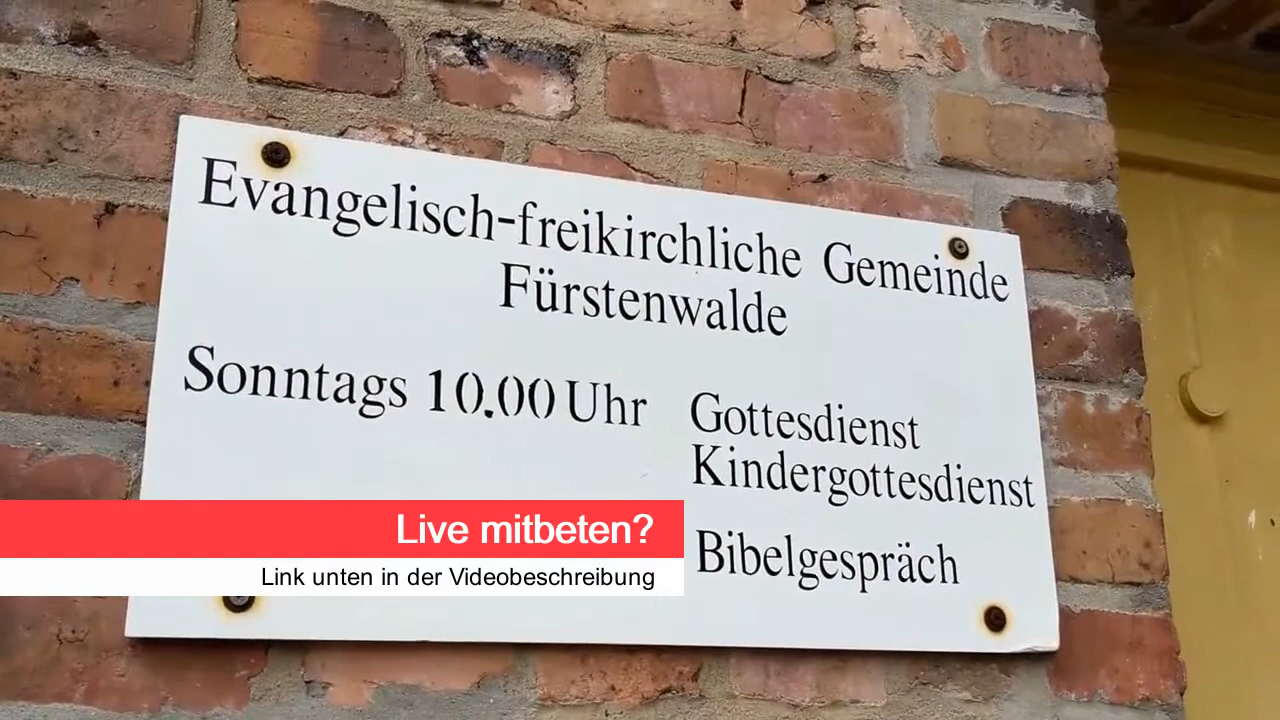 Evangelisch-freikirchliche Gemeinde
Fürstenwalde
Sonntags 10.00 Uhr Gottesdienst
Kindergottesdienst
Bibelgespräch
Live mitbeten?
Link unten in der Videobeschreibung